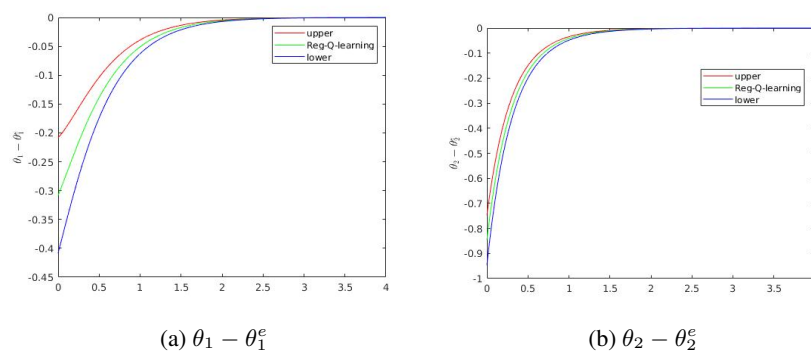 0
-0.05
-0.1
-0.15
-0.2
-0.25
-0.3
-0.35
-0.4
-0.45
0 0.5 1 1.5 2 2.5 3 3.5 4
θ₁ − θ₁ᵉ
upper
Reg-Q-learning
lower
(a) θ₁ − θ₁ᵉ
0
-0.1
-0.2
-0.3
-0.4
-0.5
-0.6
-0.7
-0.8
-0.9
-1
0 0.5 1 1.5 2 2.5 3 3.5
θ₂ − θ₂ᵉ
upper
Reg-Q-learning
lower
(b) θ₂ − θ₂ᵉ